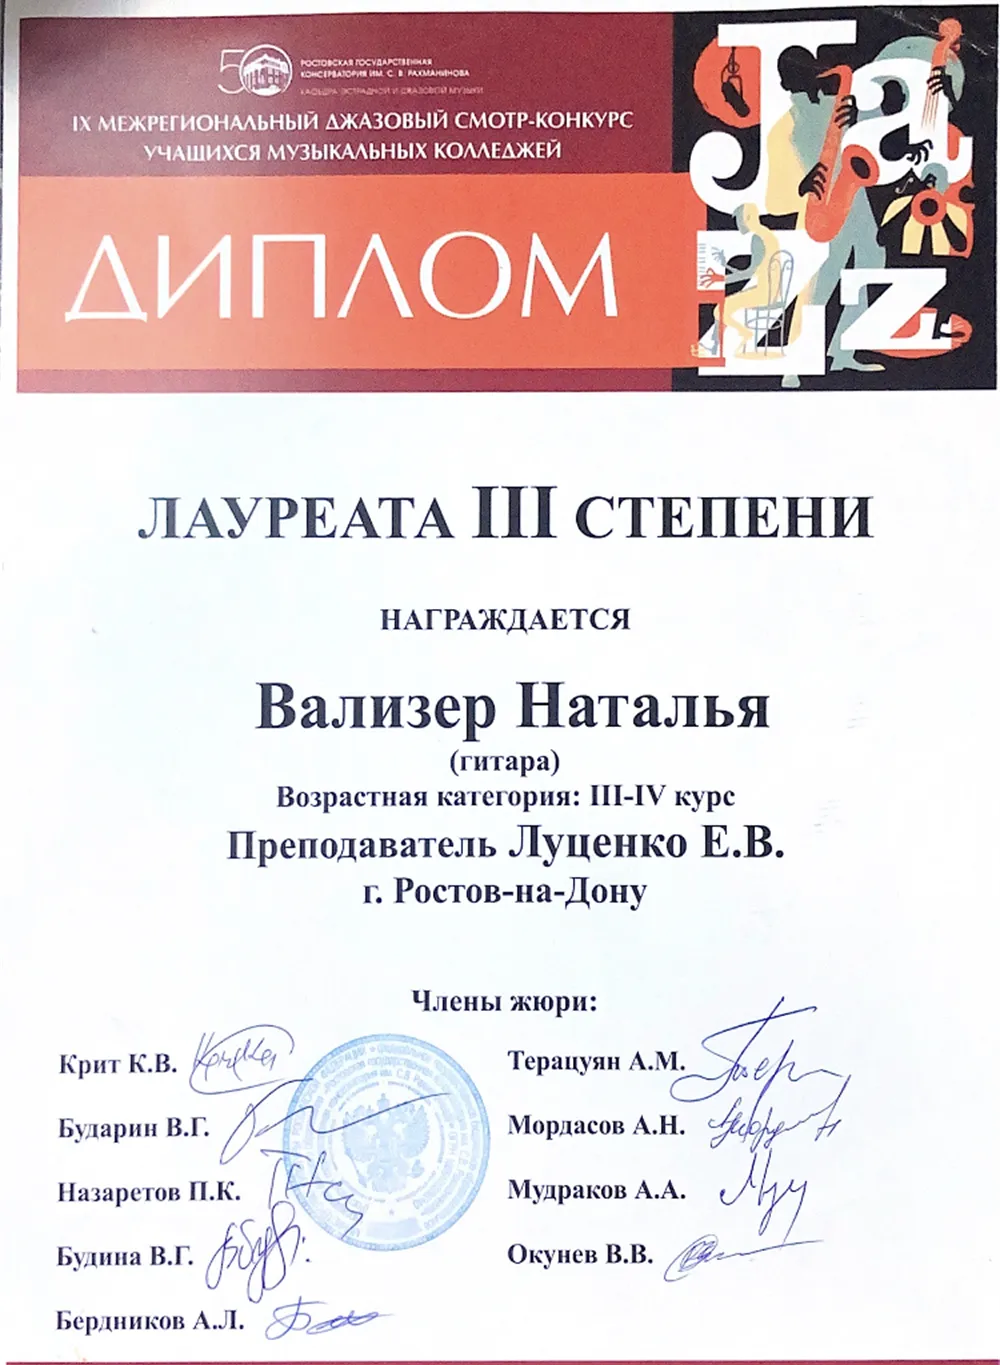 50
РОСТОВСКАЯ ГОСУДАРСТВЕННАЯ
КОНСЕРВАТОРИЯ ИМ. С. В. РАХМАНИНОВА
КАФЕДРА ЭСТРАДНОЙ И ДЖАЗОВОЙ МУЗЫКИ
IX МЕЖРЕГИОНАЛЬНЫЙ ДЖАЗОВЫЙ СМОТР-КОНКУРС
УЧАЩИХСЯ МУЗЫКАЛЬНЫХ КОЛЛЕДЖЕЙ
ДИПЛОМ
Jazz
ЛАУРЕАТА III СТЕПЕНИ
НАГРАЖДАЕТСЯ
Вализер Наталья
(гитара)
Возрастная категория: III-IV курс
Преподаватель Луценко Е.В.
г. Ростов-на-Дону
Члены жюри:
Крит К.В.
Бударин В.Г.
Назаретов П.К.
Будина В.Г.
Бердников А.Л.
Терацуян А.М.
Мордасов А.Н.
Мудраков А.А.
Окунев В.В.